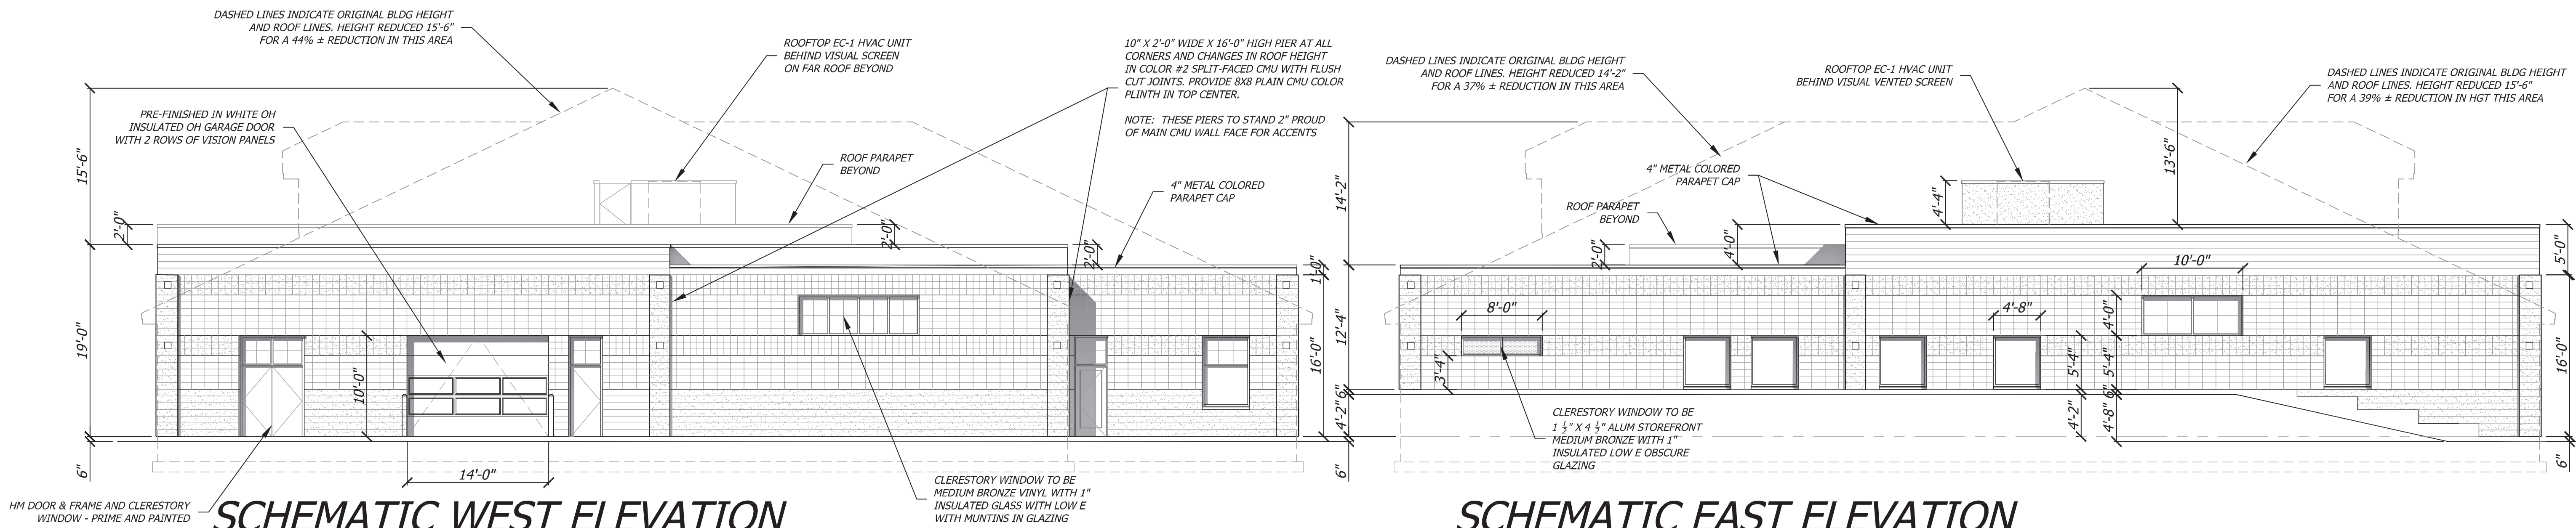 DASHED LINES INDICATE ORIGINAL BLDG HEIGHT
AND ROOF LINES. HEIGHT REDUCED 15'-6"
FOR A 44% ± REDUCTION IN THIS AREA
ROOFTOP EC-1 HVAC UNIT
BEHIND VISUAL SCREEN
ON FAR ROOF BEYOND
10" X 2'-0" WIDE X 16'-0" HIGH PIER AT ALL
CORNERS AND CHANGES IN ROOF HEIGHT
IN COLOR #2 SPLIT-FACED CMU WITH FLUSH
CUT JOINTS. PROVIDE 8X8 PLAIN CMU COLOR
PLINTH IN TOP CENTER.
NOTE: THESE PIERS TO STAND 2" PROUD
OF MAIN CMU WALL FACE FOR ACCENTS
PRE-FINISHED IN WHITE OH
INSULATED OH GARAGE DOOR
WITH 2 ROWS OF VISION PANELS
ROOF PARAPET
BEYOND
4" METAL COLORED
PARAPET CAP
15'-6"
2'-0"
2'-0"
2'-0"
1'-0"
19'-0"
10'-0"
16'-0"
6"
14'-0"
HM DOOR & FRAME AND CLERESTORY
WINDOW - PRIME AND PAINTED
CLERESTORY WINDOW TO BE
MEDIUM BRONZE VINYL WITH 1"
INSULATED GLASS WITH LOW E
WITH MUNTINS IN GLAZING
SCHEMATIC WEST ELEVATION
DASHED LINES INDICATE ORIGINAL BLDG HEIGHT
AND ROOF LINES. HEIGHT REDUCED 14'-2"
FOR A 37% ± REDUCTION IN THIS AREA
ROOFTOP EC-1 HVAC UNIT
BEHIND VISUAL VENTED SCREEN
DASHED LINES INDICATE ORIGINAL BLDG HEIGHT
AND ROOF LINES. HEIGHT REDUCED 15'-6"
FOR A 39% ± REDUCTION IN HGT THIS AREA
4" METAL COLORED
PARAPET CAP
ROOF PARAPET
BEYOND
14'-2"
13'-6"
4'-4"
2'-0"
4'-0"
5'-0"
10'-0"
8'-0"
4'-8"
4'-0"
12'-4"
3'-4"
5'-4"
5'-4"
16'-0"
6"
4'-2"
4'-2"
6"
4'-8"
6"
6"
CLERESTORY WINDOW TO BE
1 ½" X 4 ½" ALUM STOREFRONT
MEDIUM BRONZE WITH 1"
INSULATED LOW E OBSCURE
GLAZING
SCHEMATIC EAST ELEVATION